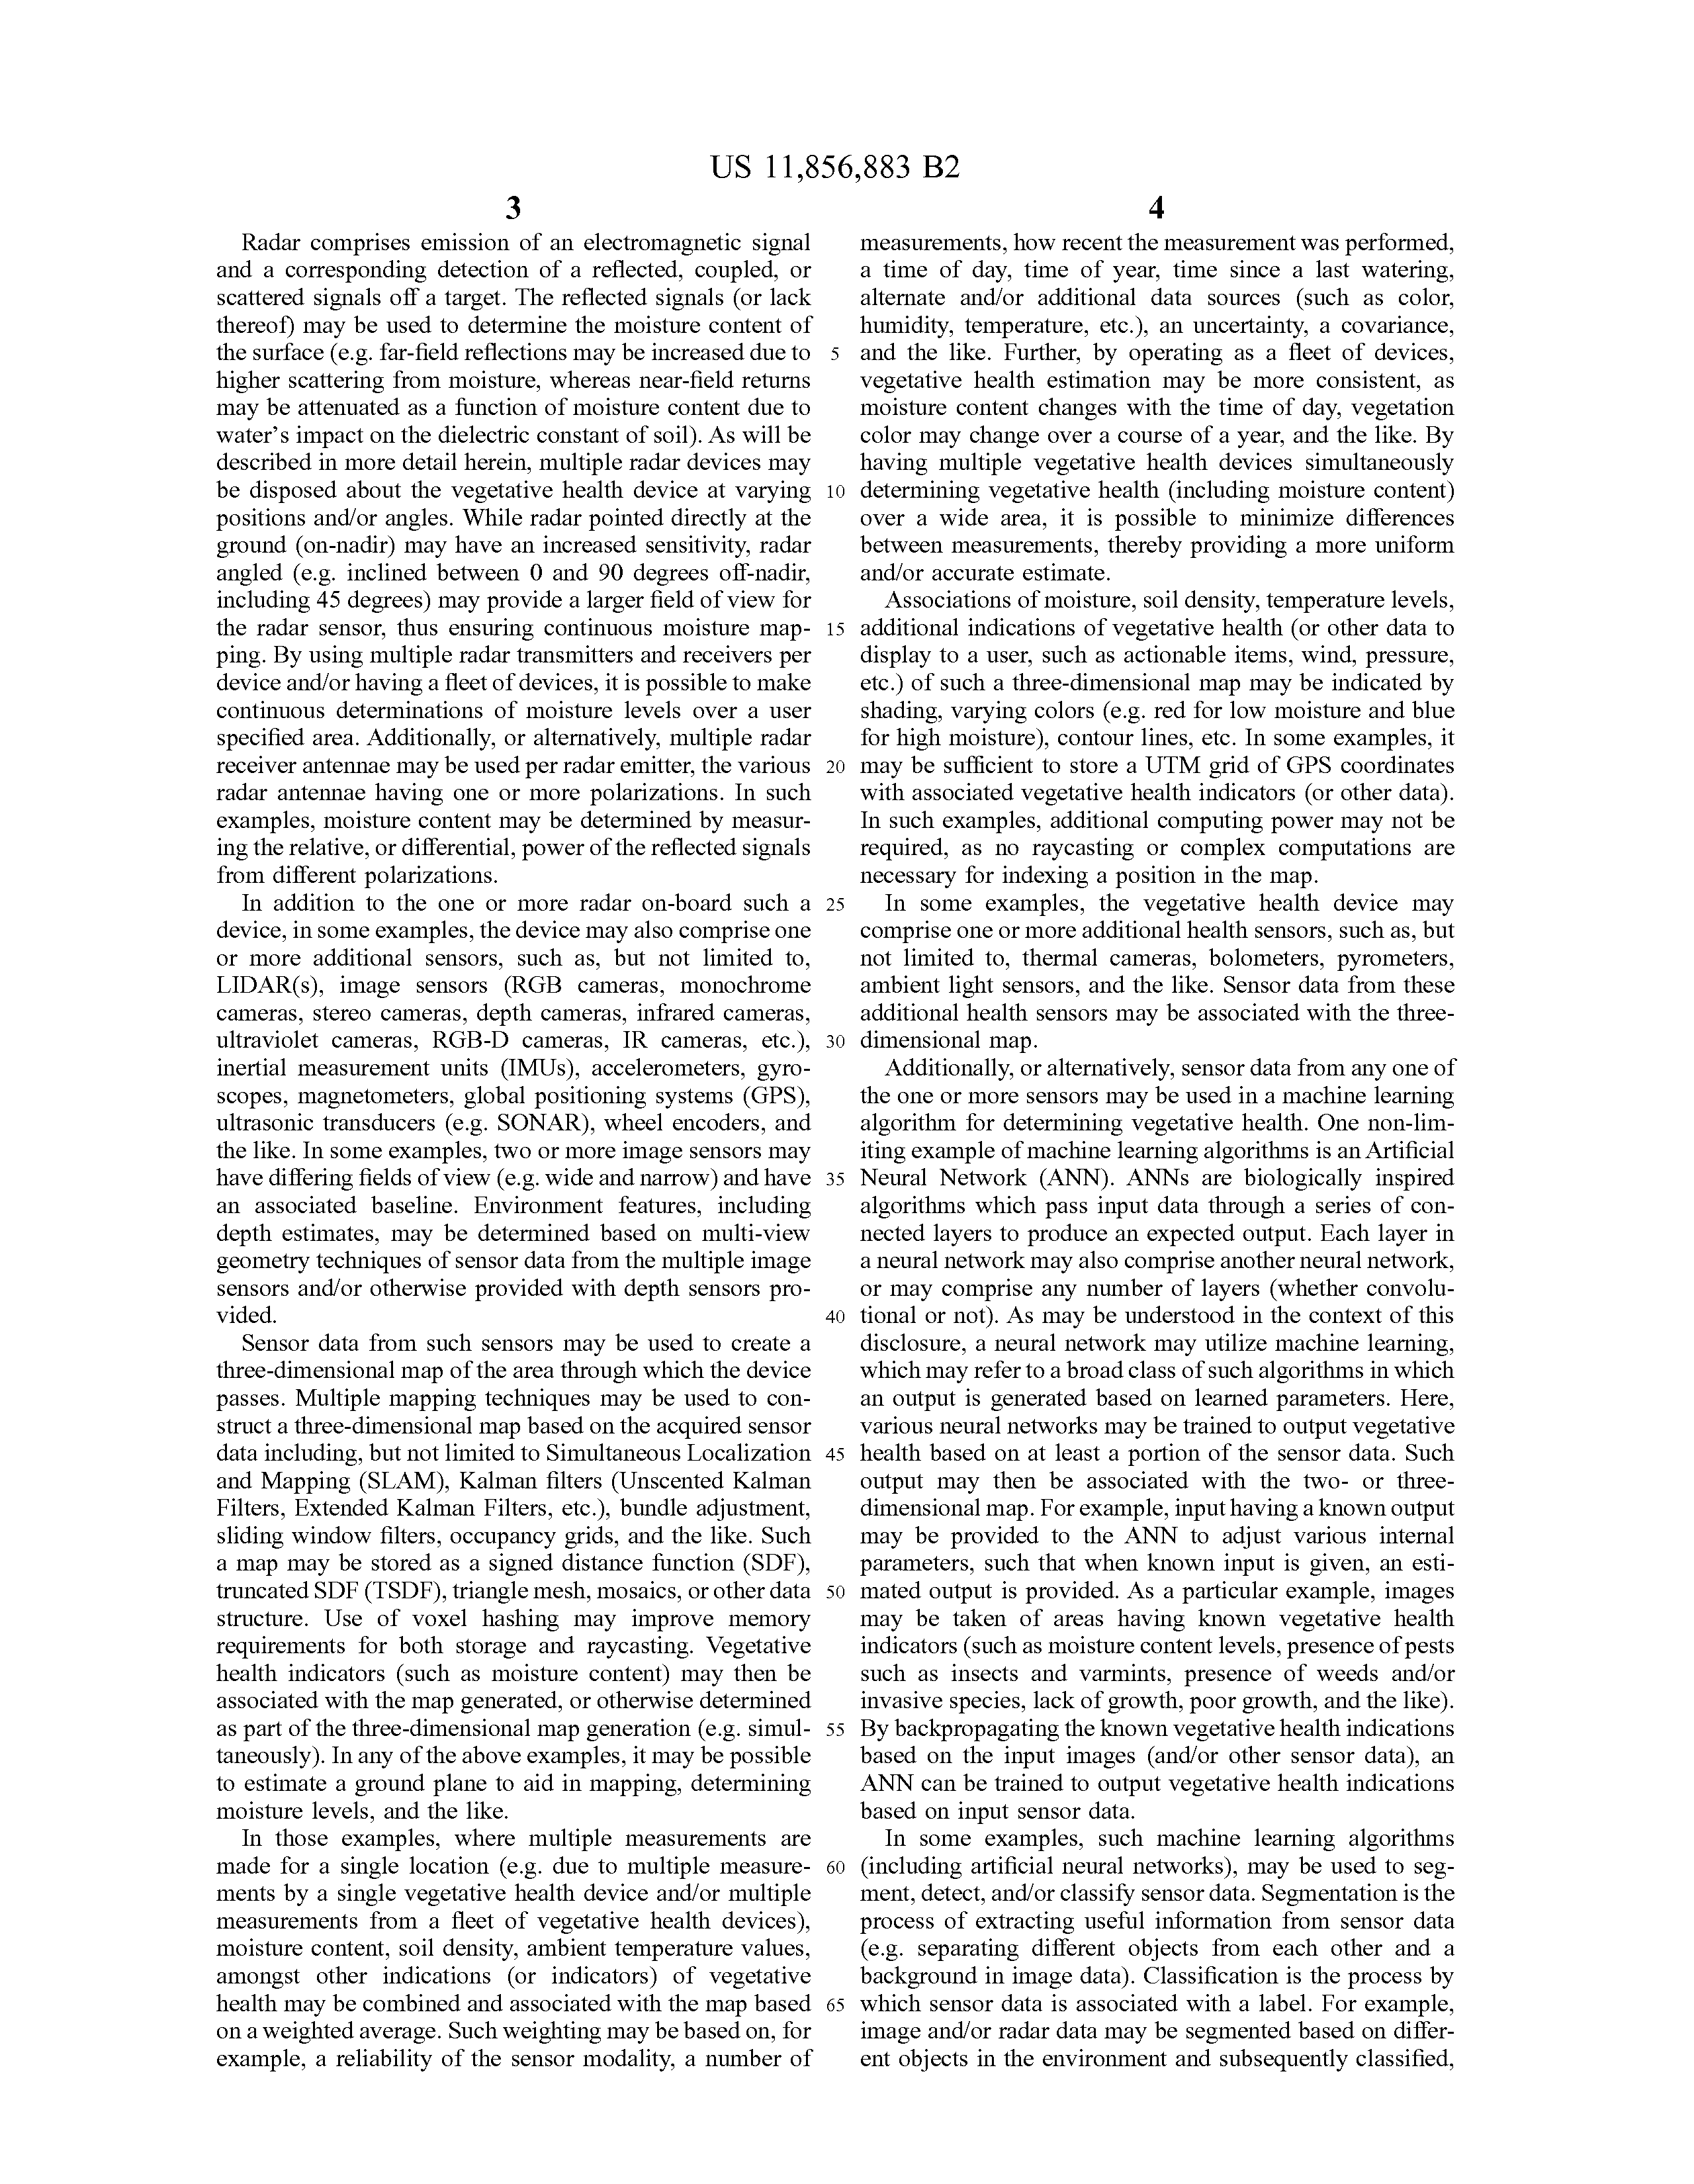 US 11,856,883 B2
3
Radar comprises emission of an electromagnetic signal
and a corresponding detection of a reflected, coupled, or
scattered signals off a target. The reflected signals (or lack
thereof) may be used to determine the moisture content of
the surface (e.g. far-field reflections may be increased due to
higher scattering from moisture, whereas near-field returns
may be attenuated as a function of moisture content due to
water's impact on the dielectric constant of soil). As will be
described in more detail herein, multiple radar devices may
be disposed about the vegetative health device at varying
positions and/or angles. While radar pointed directly at the
ground (on-nadir) may have an increased sensitivity, radar
angled (e.g. inclined between 0 and 90 degrees off-nadir,
including 45 degrees) may provide a larger field of view for
the radar sensor, thus ensuring continuous moisture map-
ping. By using multiple radar transmitters and receivers per
device and/or having a fleet of devices, it is possible to make
continuous determinations of moisture levels over a user
specified area. Additionally, or alternatively, multiple radar
receiver antennae may be used per radar emitter, the various
radar antennae having one or more polarizations. In such
examples, moisture content may be determined by measur-
ing the relative, or differential, power of the reflected signals
from different polarizations.
In addition to the one or more radar on-board such a
device, in some examples, the device may also comprise one
or more additional sensors, such as, but not limited to,
LIDAR(s), image sensors (RGB cameras, monochrome
cameras, stereo cameras, depth cameras, infrared cameras,
ultraviolet cameras, RGB-D cameras, IR cameras, etc.),
inertial measurement units (IMUs), accelerometers, gyro-
scopes, magnetometers, global positioning systems (GPS),
ultrasonic transducers (e.g. SONAR), wheel encoders, and
the like. In some examples, two or more image sensors may
have differing fields of view (e.g. wide and narrow) and have
an associated baseline. Environment features, including
depth estimates, may be determined based on multi-view
geometry techniques of sensor data from the multiple image
sensors and/or otherwise provided with depth sensors pro-
vided.
Sensor data from such sensors may be used to create a
three-dimensional map of the area through which the device
passes. Multiple mapping techniques may be used to con-
struct a three-dimensional map based on the acquired sensor
data including, but not limited to Simultaneous Localization
and Mapping (SLAM), Kalman filters (Unscented Kalman
Filters, Extended Kalman Filters, etc.), bundle adjustment,
sliding window filters, occupancy grids, and the like. Such
a map may be stored as a signed distance function (SDF),
truncated SDF (TSDF), triangle mesh, mosaics, or other data
structure. Use of voxel hashing may improve memory
requirements for both storage and raycasting. Vegetative
health indicators (such as moisture content) may then be
associated with the map generated, or otherwise determined
as part of the three-dimensional map generation (e.g. simul-
taneously). In any of the above examples, it may be possible
to estimate a ground plane to aid in mapping, determining
moisture levels, and the like.
In those examples, where multiple measurements are
made for a single location (e.g. due to multiple measure-
ments by a single vegetative health device and/or multiple
measurements from a fleet of vegetative health devices),
moisture content, soil density, ambient temperature values,
amongst other indications (or indicators) of vegetative
health may be combined and associated with the map based
on a weighted average. Such weighting may be based on, for
example, a reliability of the sensor modality, a number of
5
10
15
20
25
30
35
40
45
50
55
60
65
4
measurements, how recent the measurement was performed,
a time of day, time of year, time since a last watering,
alternate and/or additional data sources (such as color,
humidity, temperature, etc.), an uncertainty, a covariance,
and the like. Further, by operating as a fleet of devices,
vegetative health estimation may be more consistent, as
moisture content changes with the time of day, vegetation
color may change over a course of a year, and the like. By
having multiple vegetative health devices simultaneously
determining vegetative health (including moisture content)
over a wide area, it is possible to minimize differences
between measurements, thereby providing a more uniform
and/or accurate estimate.
Associations of moisture, soil density, temperature levels,
additional indications of vegetative health (or other data to
display to a user, such as actionable items, wind, pressure,
etc.) of such a three-dimensional map may be indicated by
shading, varying colors (e.g. red for low moisture and blue
for high moisture), contour lines, etc. In some examples, it
may be sufficient to store a UTM grid of GPS coordinates
with associated vegetative health indicators (or other data).
In such examples, additional computing power may not be
required, as no raycasting or complex computations are
necessary for indexing a position in the map.
In some examples, the vegetative health device may
comprise one or more additional health sensors, such as, but
not limited to, thermal cameras, bolometers, pyrometers,
ambient light sensors, and the like. Sensor data from these
additional health sensors may be associated with the three-
dimensional map.
Additionally, or alternatively, sensor data from any one of
the one or more sensors may be used in a machine learning
algorithm for determining vegetative health. One non-lim-
iting example of machine learning algorithms is an Artificial
Neural Network (ANN). ANNs are biologically inspired
algorithms which pass input data through a series of con-
nected layers to produce an expected output. Each layer in
a neural network may also comprise another neural network,
or may comprise any number of layers (whether convolu-
tional or not). As may be understood in the context of this
disclosure, a neural network may utilize machine learning,
which may refer to a broad class of such algorithms in which
an output is generated based on learned parameters. Here,
various neural networks may be trained to output vegetative
health based on at least a portion of the sensor data. Such
output may then be associated with the two- or three-
dimensional map. For example, input having a known output
may be provided to the ANN to adjust various internal
parameters, such that when known input is given, an esti-
mated output is provided. As a particular example, images
may be taken of areas having known vegetative health
indicators (such as moisture content levels, presence of pests
such as insects and varmints, presence of weeds and/or
invasive species, lack of growth, poor growth, and the like).
By backpropagating the known vegetative health indications
based on the input images (and/or other sensor data), an
ANN can be trained to output vegetative health indications
based on input sensor data.
In some examples, such machine learning algorithms
(including artificial neural networks), may be used to seg-
ment, detect, and/or classify sensor data. Segmentation is the
process of extracting useful information from sensor data
(e.g. separating different objects from each other and a
background in image data). Classification is the process by
which sensor data is associated with a label. For example,
image and/or radar data may be segmented based on differ-
ent objects in the environment and subsequently classified,